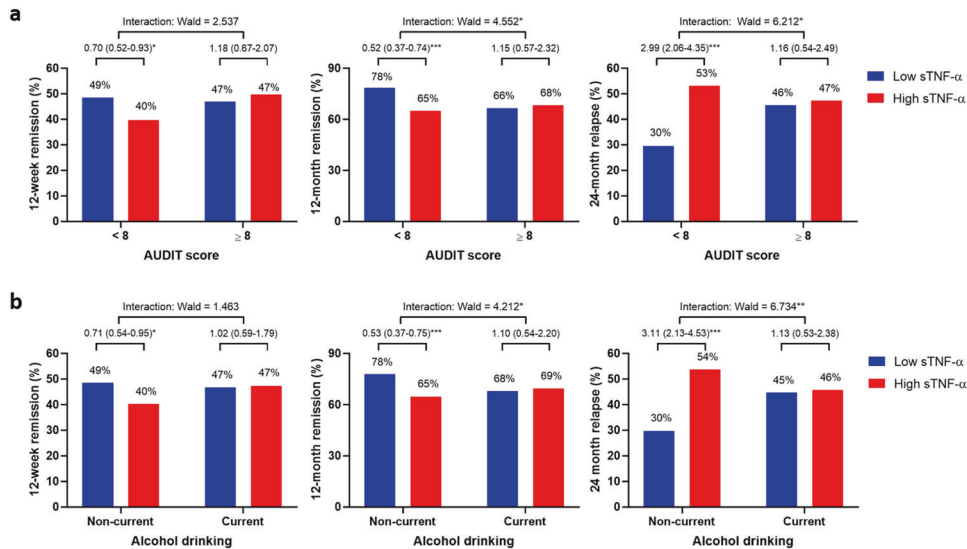 a
Interaction: Wald = 2.537
0.70 (0.52-0.93)* 1.18 (0.67-2.07)
12-week remission (%)
60
50
40
30
20
10
0
49% 40% 47% 47%
< 8 ≥ 8
AUDIT score
Interaction: Wald = 4.552*
0.52 (0.37-0.74)*** 1.15 (0.57-2.32)
12-month remission (%)
90
60
30
0
78% 65% 66% 68%
< 8 ≥ 8
AUDIT score
Interaction: Wald = 6.212*
2.99 (2.06-4.35)*** 1.16 (0.54-2.49)
24-month relapse (%)
60
50
40
30
20
10
0
30% 53% 46% 47%
< 8 ≥ 8
AUDIT score
Low sTNF-α
High sTNF-α
b
Interaction: Wald = 1.463
0.71 (0.54-0.95)* 1.02 (0.59-1.79)
12-week remission (%)
60
50
40
30
20
10
0
49% 40% 47% 47%
Non-current Current
Alcohol drinking
Interaction: Wald = 4.212*
0.53 (0.37-0.75)*** 1.10 (0.54-2.20)
12-month remission (%)
90
60
30
0
78% 65% 68% 69%
Non-current Current
Alcohol drinking
Interaction: Wald = 6.734**
3.11 (2.13-4.53)*** 1.13 (0.53-2.38)
24 month relapse (%)
60
50
40
30
20
10
0
30% 54% 45% 46%
Non-current Current
Alcohol drinking
Low sTNF-α
High sTNF-α